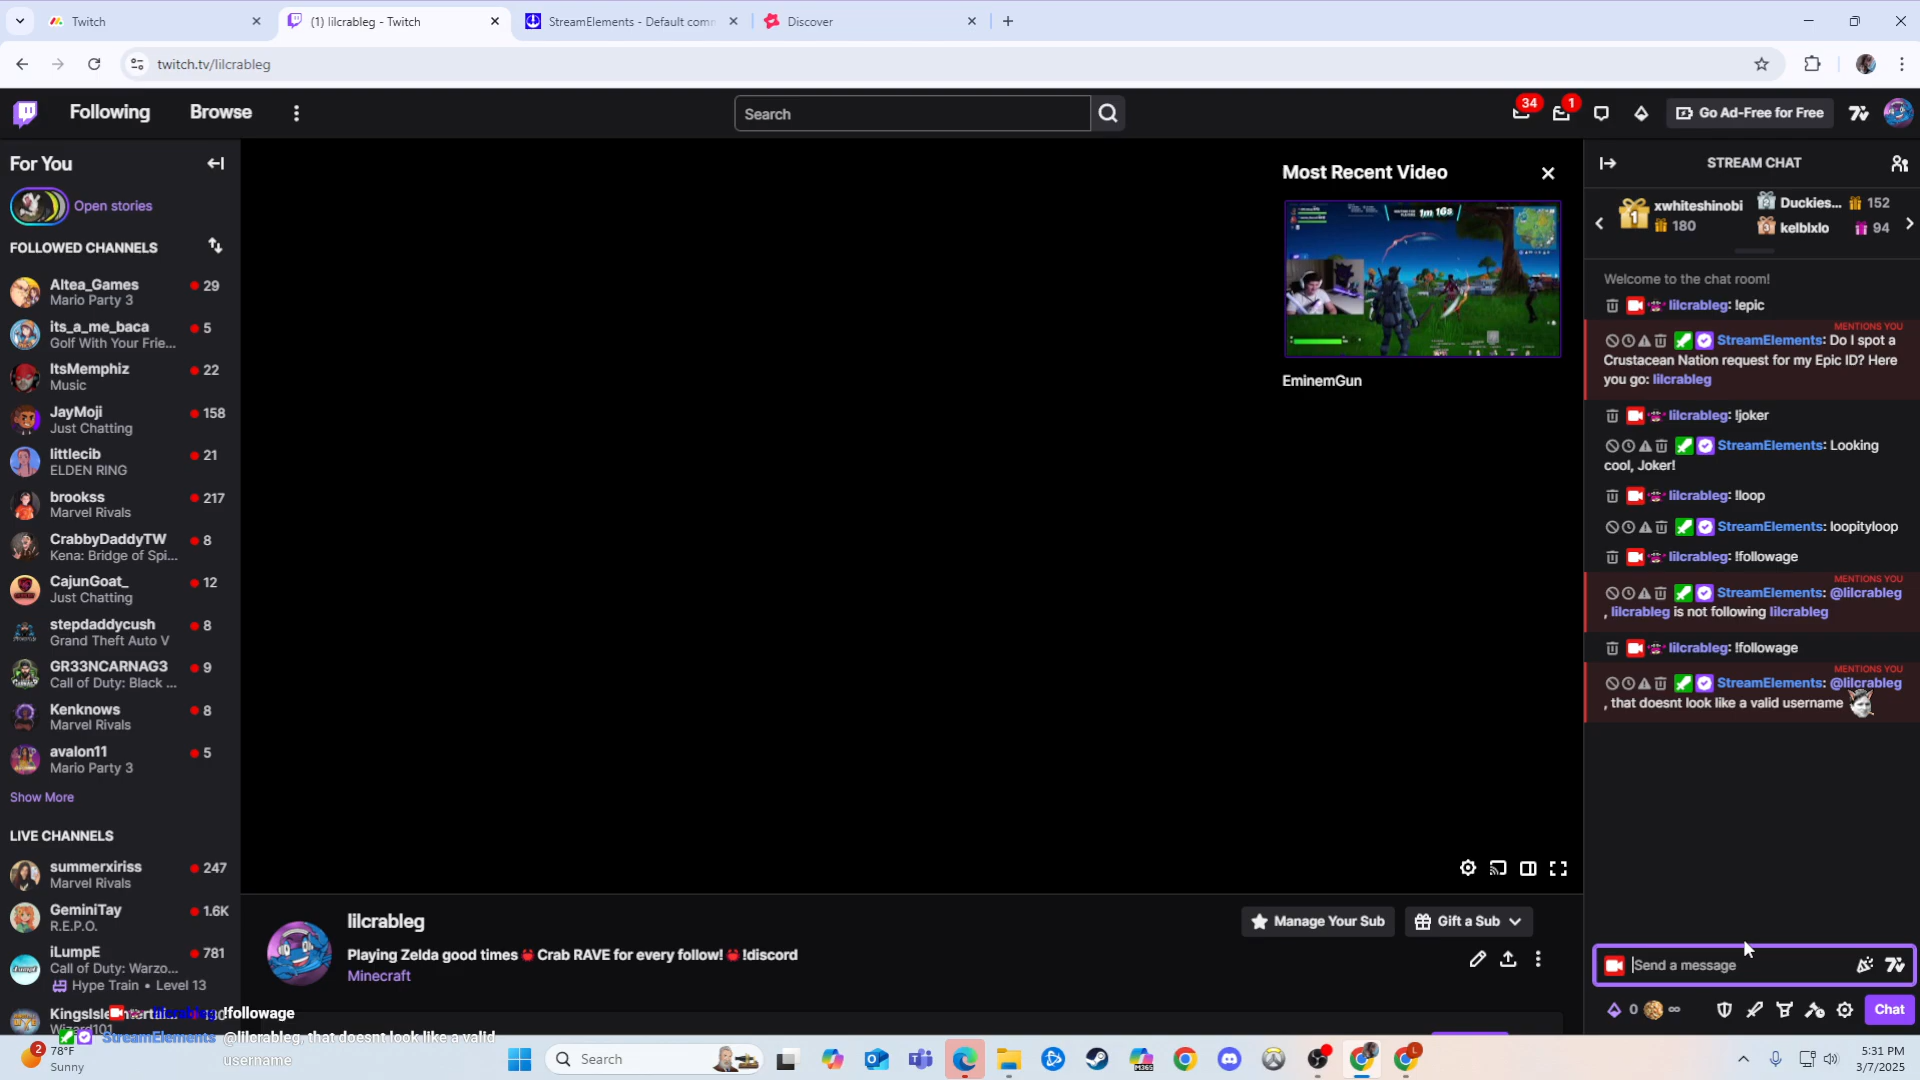 Twitch
(1) lilcrableg - Twitch
StreamElements - Default comm
Discover
twitch.tv/lilcrableg
Following
Browse
Search
34
1
Go Ad-Free for Free
For You
Open stories
FOLLOWED CHANNELS
Altea_Games
29
Mario Party 3
its_a_me_baca
5
Golf With Your Frie...
ItsMemphiz
22
Music
JayMoji
158
Just Chatting
littlecib
21
ELDEN RING
brookss
217
Marvel Rivals
CrabbyDaddyTW
8
Kena: Bridge of Spi...
CajunGoat_
12
Just Chatting
stepdaddycush
8
Grand Theft Auto V
GR33NCARNAG3
9
Call of Duty: Black ...
Kenknows
8
Marvel Rivals
avalon11
5
Mario Party 3
Show More
LIVE CHANNELS
summerxiriss
247
Marvel Rivals
GeminiTay
1.6K
R.E.P.O.
iLumpE
781
Call of Duty: Warzo...
Hype Train • Level 13
Wizard101
!followage
StreamElements @lilcrableg, that doesnt look like a valid
username
Most Recent Video
1m 16s
EminemGun
lilcrableg
Playing Zelda good times Crab RAVE for every follow! !discord
Minecraft
Manage Your Sub
Gift a Sub
STREAM CHAT
1
xwhiteshinobi
180
Duckies...
152
kelblxlo
94
Welcome to the chat room!
lilcrableg: !epic
MENTIONS YOU
StreamElements: Do I spot a
Crustacean Nation request for my Epic ID? Here
you go: lilcrableg
lilcrableg: !joker
StreamElements: Looking
cool, Joker!
lilcrableg: !loop
StreamElements: loopityloop
lilcrableg: !followage
MENTIONS YOU
StreamElements: @lilcrableg
, lilcrableg is not following lilcrableg
lilcrableg: !followage
MENTIONS YOU
StreamElements: @lilcrableg
, that doesnt look like a valid username
Send a message
0
∞
Chat
2
78°F
Sunny
Search
M365
L
5:31 PM
3/7/2025